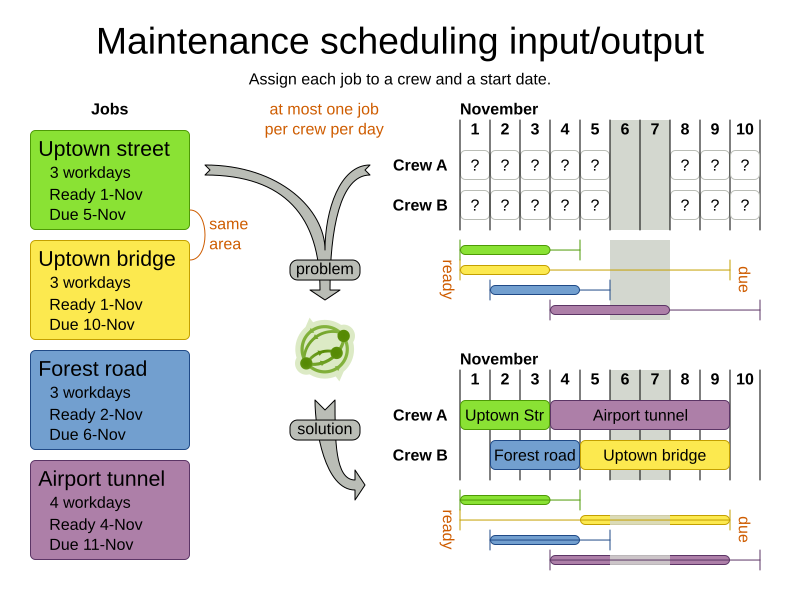 Maintenance scheduling input/output
Assign each job to a crew and a start date.
Jobs
Uptown street
3 workdays
Ready 1-Nov
Due 5-Nov
same
area
Uptown bridge
3 workdays
Ready 1-Nov
Due 10-Nov
Forest road
3 workdays
Ready 2-Nov
Due 6-Nov
Airport tunnel
4 workdays
Ready 4-Nov
Due 11-Nov
at most one job
per crew per day
problem
solution
November
1 2 3 4 5 6 7 8 9 10
Crew A ? ? ? ? ? ? ? ?
Crew B ? ? ? ? ? ? ? ?
ready
due
November
1 2 3 4 5 6 7 8 9 10
Crew A Uptown Str Airport tunnel
Crew B Forest road Uptown bridge
ready
due